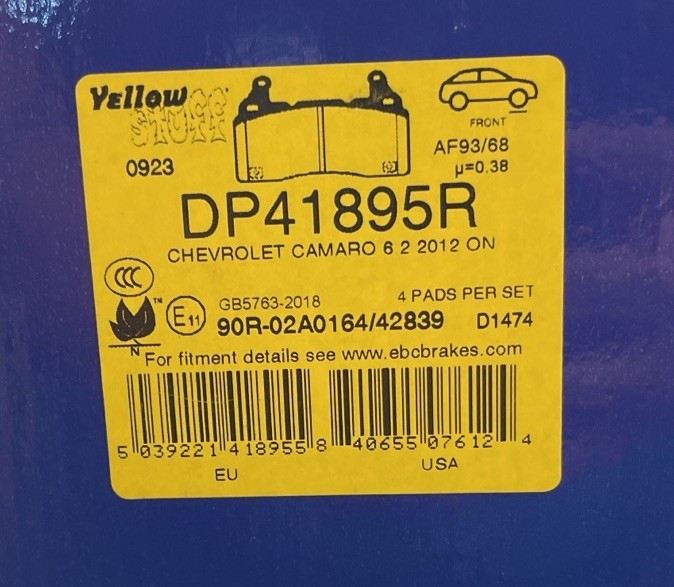 Yellow
STUFF
FRONT
0923
AF93/68
µ=0.38
DP41895R
CHEVROLET CAMARO 6 2 2012 ON
CCC
GB5763-2018 4 PADS PER SET
E11 90R-02A0164/42839 D1474
TM
N
For fitment details see www.ebcbrakes.com
5 039221 418955 8 40655 07612 4
EU USA